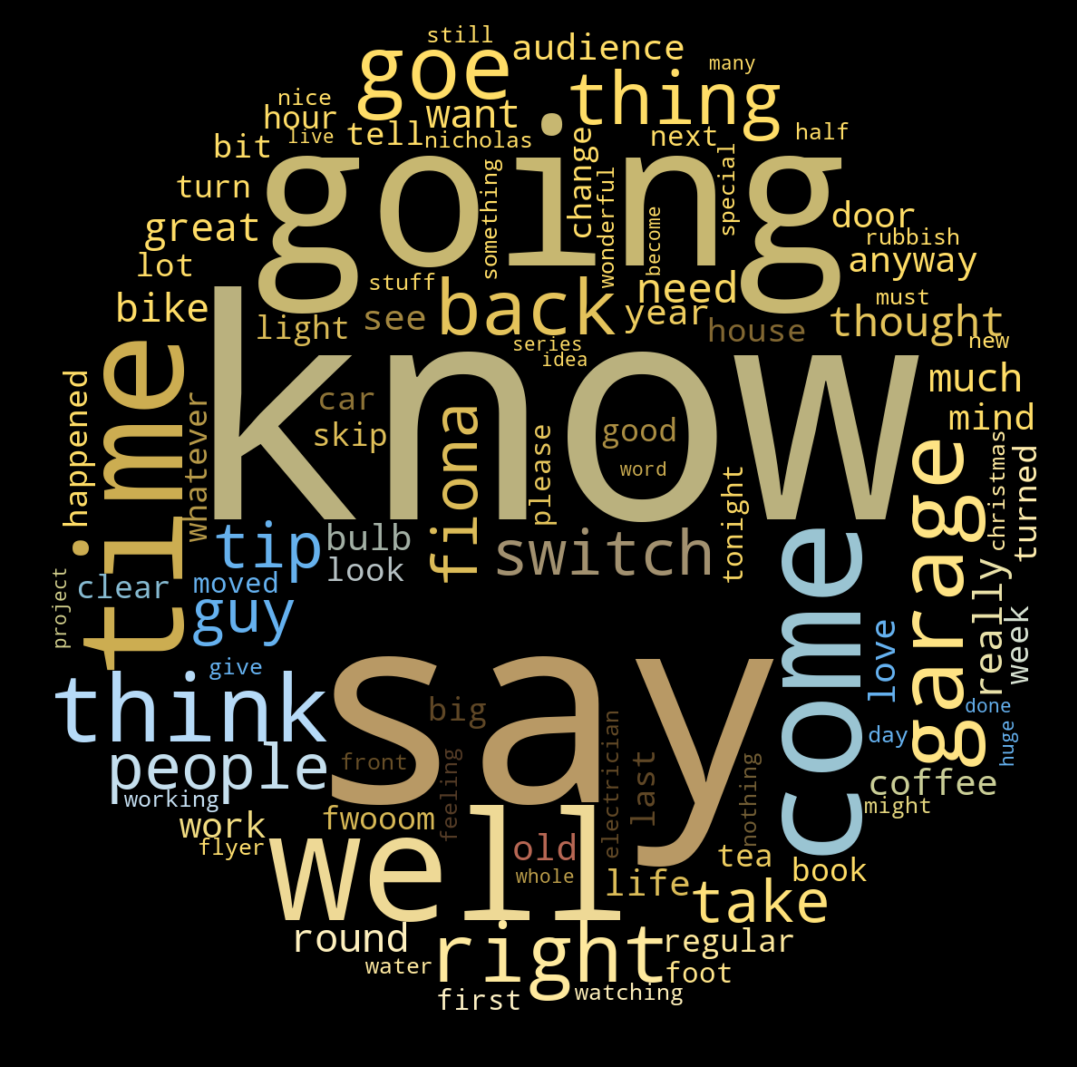 still
goe
audience
many
thing
nice
hour
want
live
tell
nicholas
next
half
bit
going
change
something
wonderful
special
turn
great
door
rubbish
lot
anyway
become
stuff
back
need
must
bike
light
see
year
house
thought
series
idea
new
time
know
much
car
mind
skip
fiona
good
word
happened
whatever
please
tonight
garage
christmas
turned
tip
bulb
look
switch
come
really
week
project
clear
moved
guy
love
give
say
think
big
done
day
huge
people
front
feeling
electrician
last
nothing
coffee
working
might
work
fwooom
flyer
well
old
whole
tea
book
life
take
round
right
regular
water
foot
first
watching